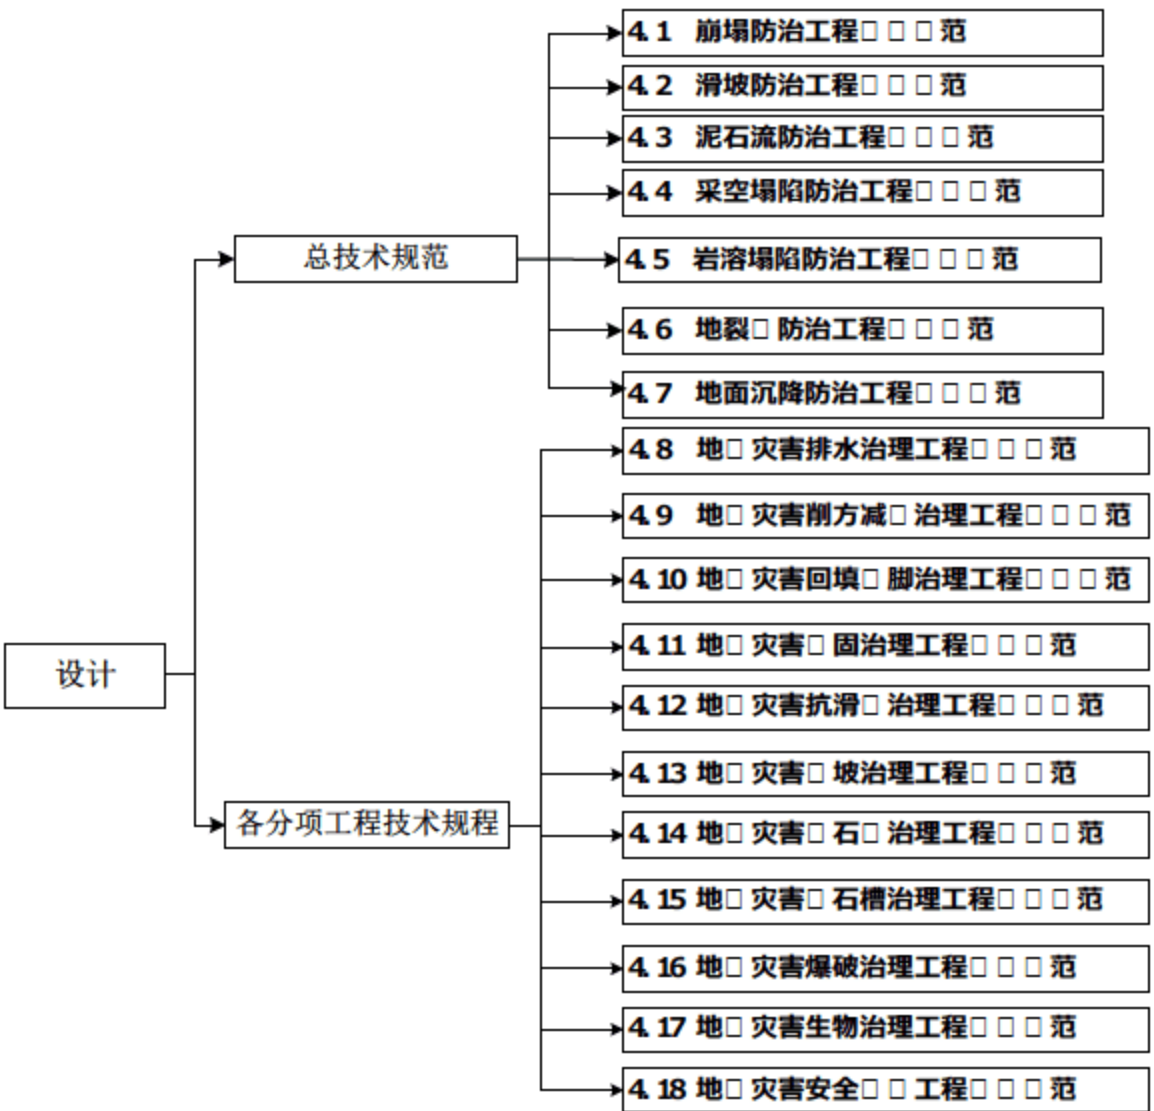 4.1 崩塌防治工程□□□范
4.2 滑坡防治工程□□□范
4.3 泥石流防治工程□□□范
4.4 采空塌陷防治工程□□□范
总技术规范
4.5 岩溶塌陷防治工程□□□范
4.6 地裂□防治工程□□□范
4.7 地面沉降防治工程□□□范
4.8 地□灾害排水治理工程□□□范
4.9 地□灾害削方减□治理工程□□□范
4.10 地□灾害回填□脚治理工程□□□范
4.11 地□灾害□固治理工程□□□范
设计
4.12 地□灾害抗滑□治理工程□□□范
4.13 地□灾害□坡治理工程□□□范
各分项工程技术规程
4.14 地□灾害□石□治理工程□□□范
4.15 地□灾害□石槽治理工程□□□范
4.16 地□灾害爆破治理工程□□□范
4.17 地□灾害生物治理工程□□□范
4.18 地□灾害安全□□工程□□□范